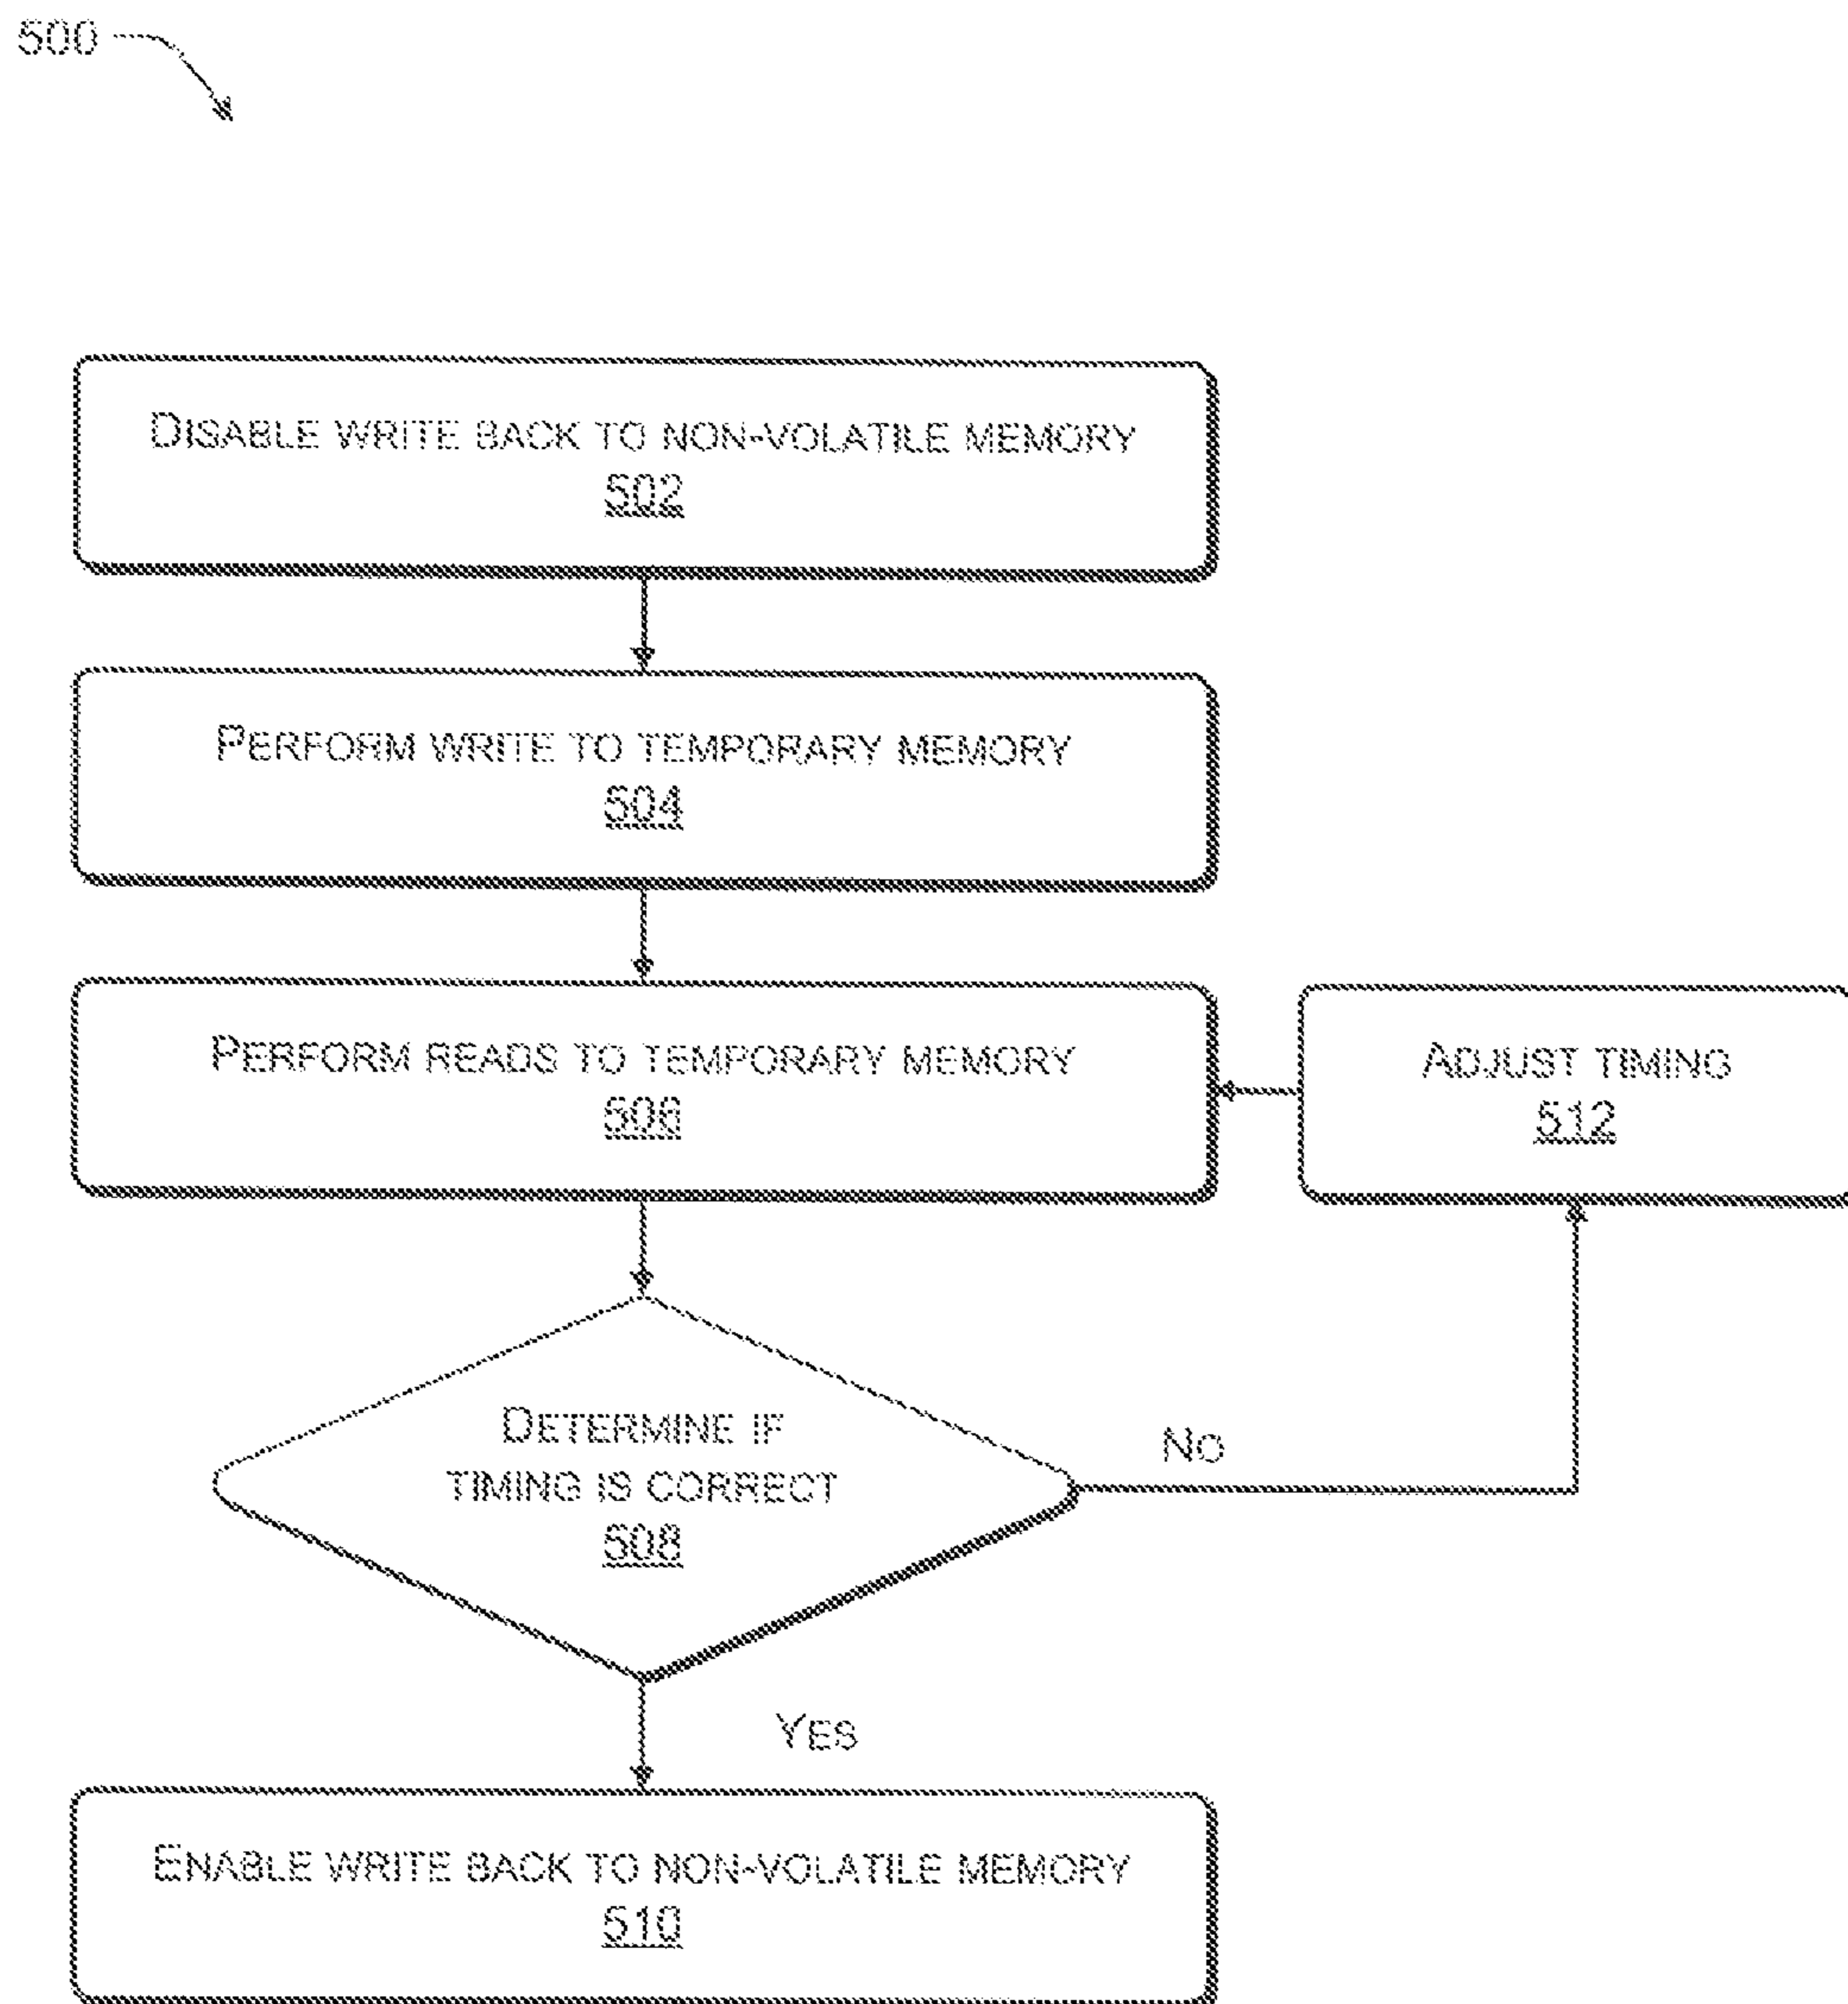 500
DISABLE WRITE BACK TO NON-VOLATILE MEMORY
502
PERFORM WRITE TO TEMPORARY MEMORY
504
PERFORM READS TO TEMPORARY MEMORY
506
ADJUST TIMING
512
DETERMINE IF
TIMING IS CORRECT
508
NO
YES
ENABLE WRITE BACK TO NON-VOLATILE MEMORY
510